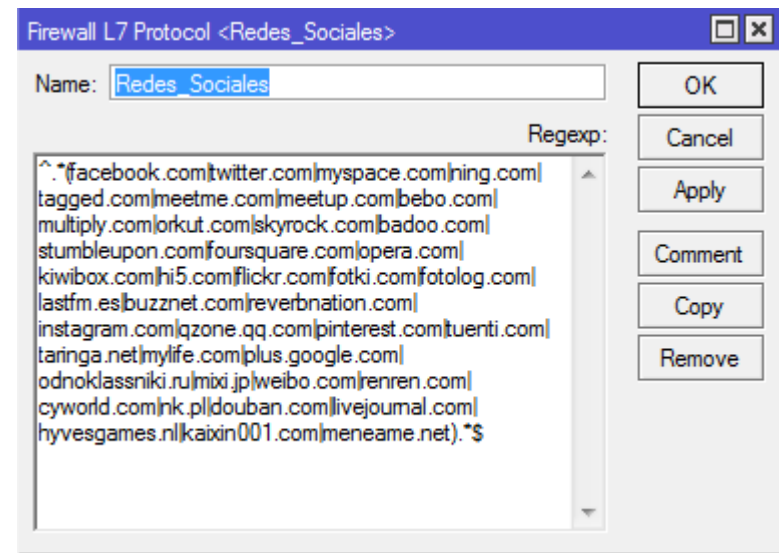 Firewall L7 Protocol <Redes_Sociales>
Name: Redes_Sociales
OK
Regexp:
Cancel
^.*(facebook.com|twitter.com|myspace.com|ning.com|
tagged.com|meetme.com|meetup.com|bebo.com|
Apply
multiply.com|orkut.com|skyrock.com|badoo.com|
stumbleupon.com|foursquare.com|opera.com|
Comment
kiwibox.com|hi5.com|flickr.com|fotki.com|fotolog.com|
lastfm.es|buzznet.com|reverbnation.com|
Copy
instagram.com|qzone.qq.com|pinterest.com|tuenti.com|
taringa.net|mylife.com|plus.google.com|
Remove
odnoklassniki.ru|mixi.jp|weibo.com|renren.com|
cyworld.com|nk.pl|douban.com|livejournal.com|
hyvesgames.nl|kaixin001.com|meneame.net).*$